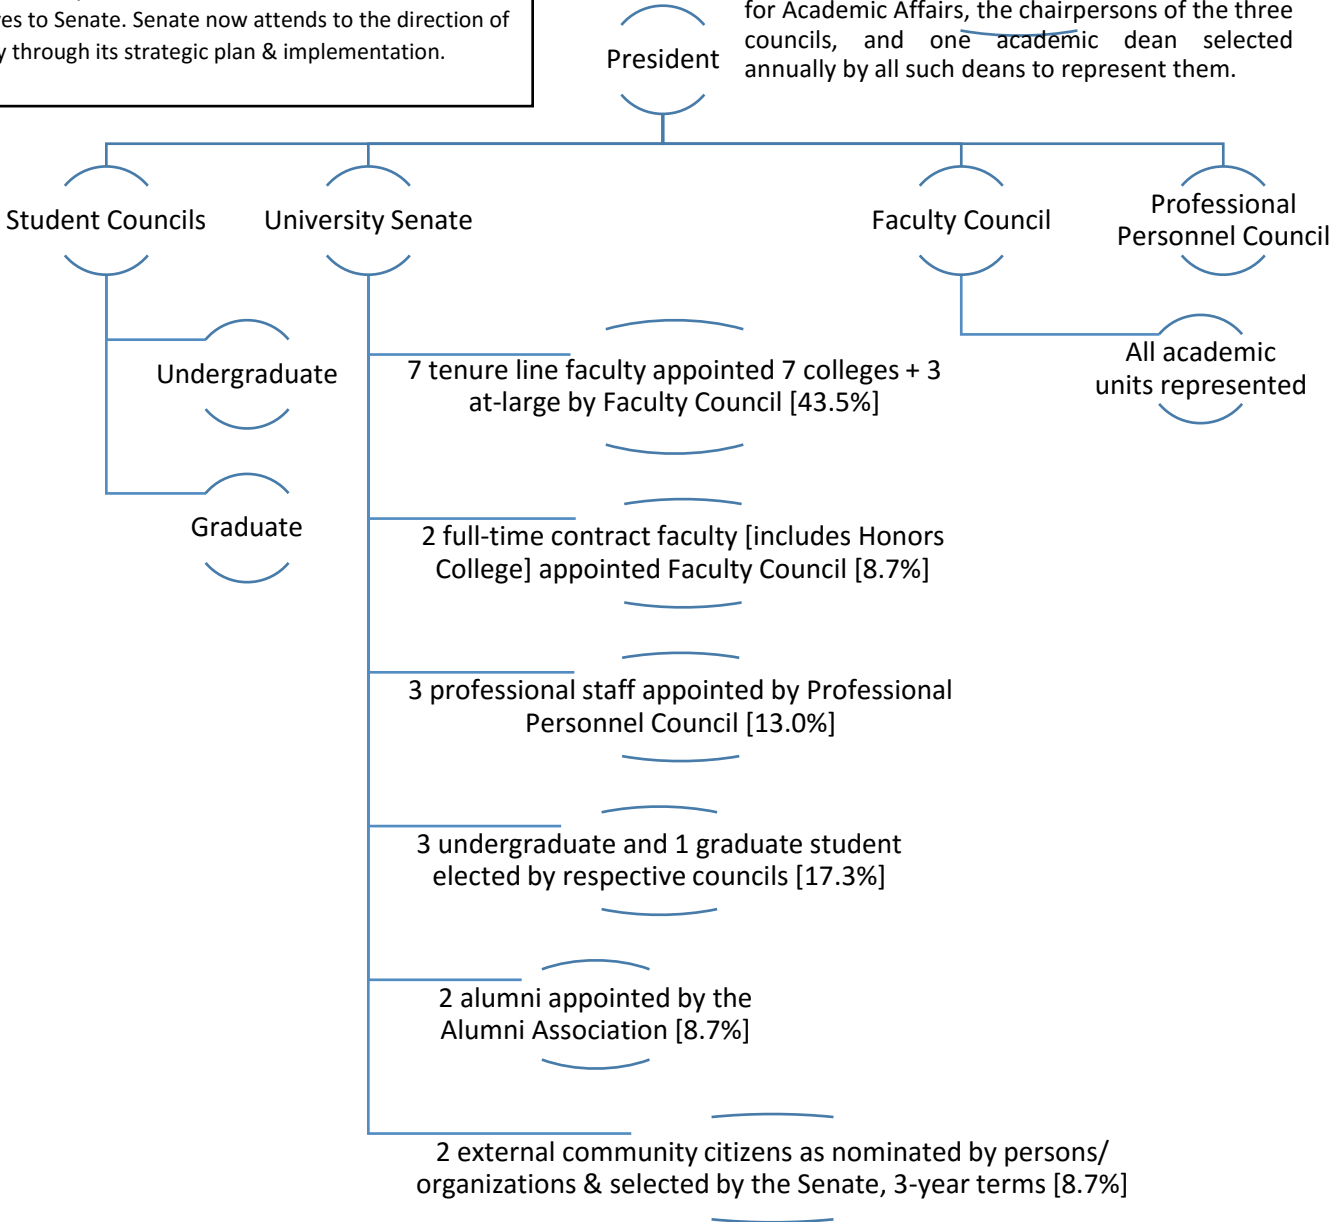 res to Senate. Senate now attends to the direction of
y through its strategic plan & implementation.
for Academic Affairs, the chairpersons of the three
councils, and one academic dean selected
annually by all such deans to represent them.
President
Student Councils
University Senate
Faculty Council
Professional
Personnel Council
Undergraduate
Graduate
7 tenure line faculty appointed 7 colleges + 3
at-large by Faculty Council [43.5%]
All academic
units represented
2 full-time contract faculty [includes Honors
College] appointed Faculty Council [8.7%]
3 professional staff appointed by Professional
Personnel Council [13.0%]
3 undergraduate and 1 graduate student
elected by respective councils [17.3%]
2 alumni appointed by the
Alumni Association [8.7%]
2 external community citizens as nominated by persons/
organizations & selected by the Senate, 3-year terms [8.7%]